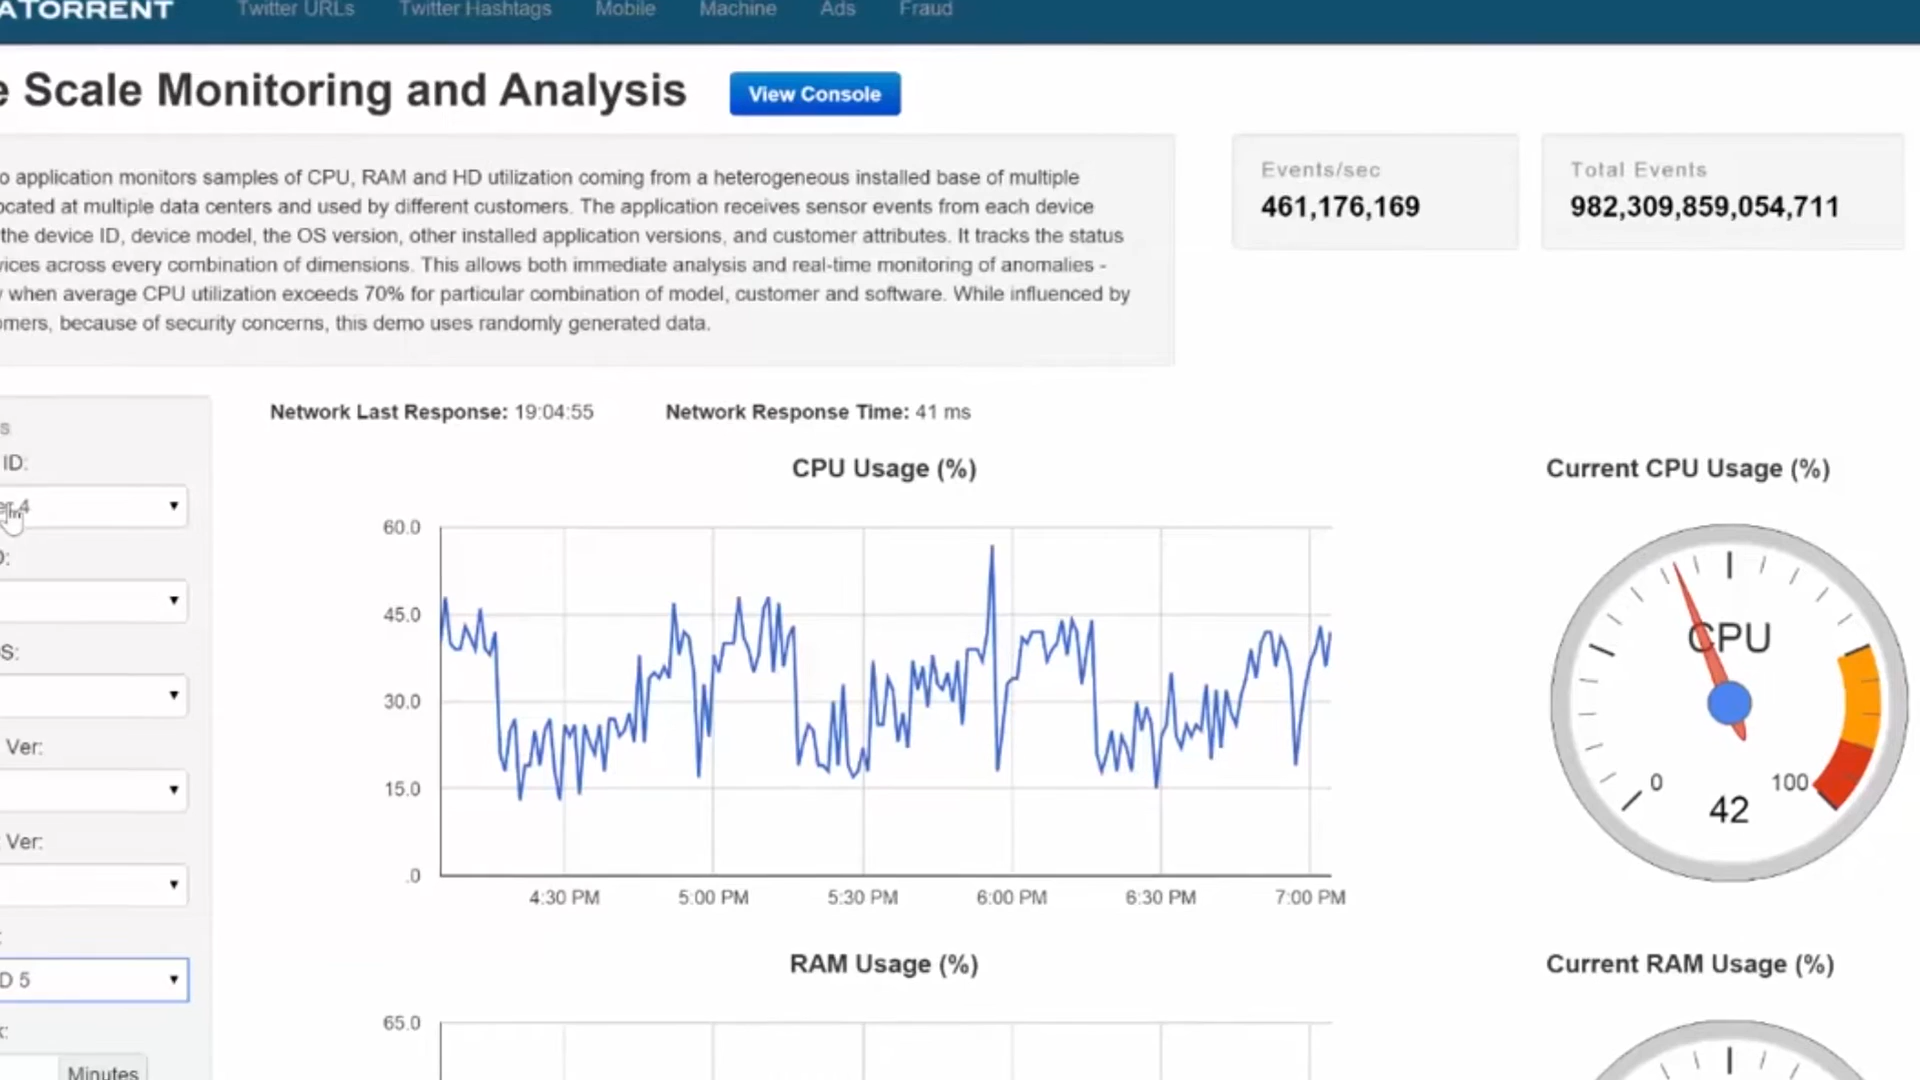 ATORRENT Twitter URLs Twitter Hashtags Mobile Machine Ads Fraud
e Scale Monitoring and Analysis View Console
o application monitors samples of CPU, RAM and HD utilization coming from a heterogeneous installed base of multiple
ocated at multiple data centers and used by different customers. The application receives sensor events from each device
the device ID, device model, the OS version, other installed application versions, and customer attributes. It tracks the status
vices across every combination of dimensions. This allows both immediate analysis and real-time monitoring of anomalies -
y when average CPU utilization exceeds 70% for particular combination of model, customer and software. While influenced by
omers, because of security concerns, this demo uses randomly generated data.
Events/sec
461,176,169
Total Events
982,309,859,054,711
s
ID:
er 4
D:
S:
Ver:
Ver:
:
D 5
k:
Minutes
Network Last Response: 19:04:55 Network Response Time: 41 ms
CPU Usage (%)
60.0
45.0
30.0
15.0
.0
4:30 PM 5:00 PM 5:30 PM 6:00 PM 6:30 PM 7:00 PM
Current CPU Usage (%)
CPU
0 100
42
RAM Usage (%)
65.0
Current RAM Usage (%)